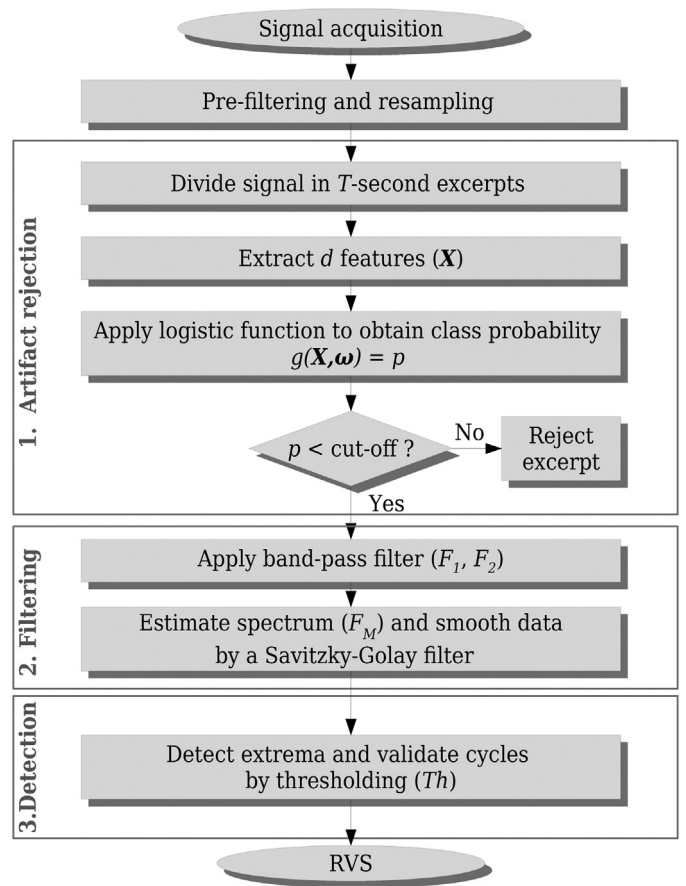 Signal acquisition
Pre-filtering and resampling
1. Artifact rejection
Divide signal in T-second excerpts
Extract d features (X)
Apply logistic function to obtain class probability
g(X,ω) = p
p < cut-off ?
No
Reject
excerpt
Yes
2. Filtering
Apply band-pass filter (F1, F2)
Estimate spectrum (FM) and smooth data
by a Savitzky-Golay filter
3.Detection
Detect extrema and validate cycles
by thresholding (Th)
RVS